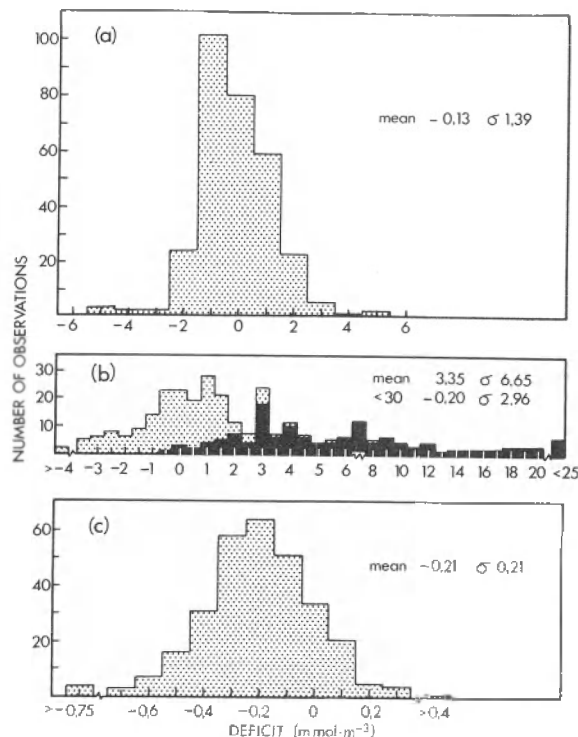 NUMBER OF OBSERVATIONS
(a)
100
80
60
40
20
mean -0,13 σ 1,39
-6 -4 -2 0 2 4 6
(b)
30
20
10
mean 3,35 σ 6,65
<30 -0,20 σ 2,96
>-4 -3 -2 -1 0 1 2 3 4 5 6 7 8 10 12 14 16 18 20 <25
(c)
60
40
20
mean -0,21 σ 0,21
>-0,75 -0,6 -0,4 -0,2 0 0,2 >0,4
DEFICIT [mmol·m⁻³]